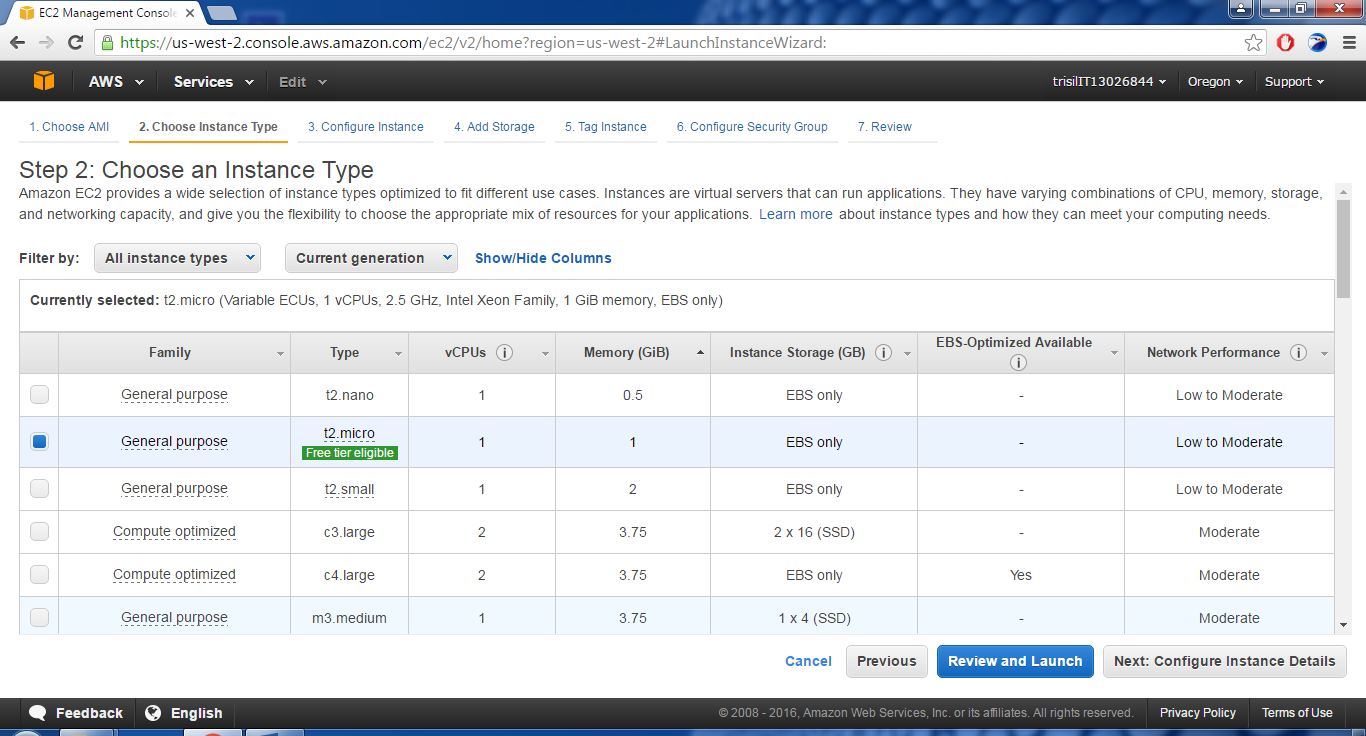 EC2 Management Console
https://us-west-2.console.aws.amazon.com/ec2/v2/home?region=us-west-2#LaunchInstanceWizard:
AWS Services Edit trisilIT13026844 Oregon Support
1. Choose AMI 2. Choose Instance Type 3. Configure Instance 4. Add Storage 5. Tag Instance 6. Configure Security Group 7. Review
Step 2: Choose an Instance Type
Amazon EC2 provides a wide selection of instance types optimized to fit different use cases. Instances are virtual servers that can run applications. They have varying combinations of CPU, memory, storage,
and networking capacity, and give you the flexibility to choose the appropriate mix of resources for your applications. Learn more about instance types and how they can meet your computing needs.
Filter by: All instance types Current generation Show/Hide Columns
Currently selected: t2.micro (Variable ECUs, 1 vCPUs, 2.5 GHz, Intel Xeon Family, 1 GiB memory, EBS only)
Family Type vCPUs i Memory (GiB) Instance Storage (GB) i EBS-Optimized Available i Network Performance i
General purpose t2.nano 1 0.5 EBS only - Low to Moderate
General purpose t2.micro Free tier eligible 1 1 EBS only - Low to Moderate
General purpose t2.small 1 2 EBS only - Low to Moderate
Compute optimized c3.large 2 3.75 2 x 16 (SSD) - Moderate
Compute optimized c4.large 2 3.75 EBS only Yes Moderate
General purpose m3.medium 1 3.75 1 x 4 (SSD) - Moderate
Cancel Previous Review and Launch Next: Configure Instance Details
Feedback English © 2008 - 2016, Amazon Web Services, Inc. or its affiliates. All rights reserved. Privacy Policy Terms of Use